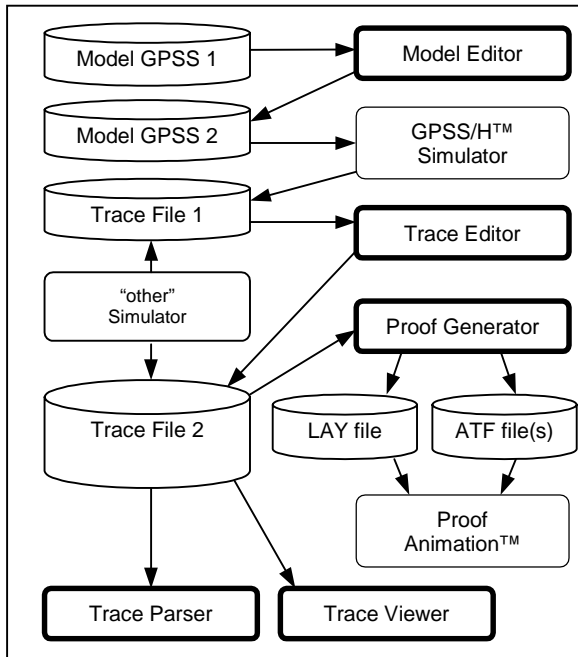 Model GPSS 1
Model Editor
Model GPSS 2
GPSS/H™
Simulator
Trace File 1
Trace Editor
“other”
Simulator
Proof Generator
Trace File 2
LAY file
ATF file(s)
Proof
Animation™
Trace Parser
Trace Viewer